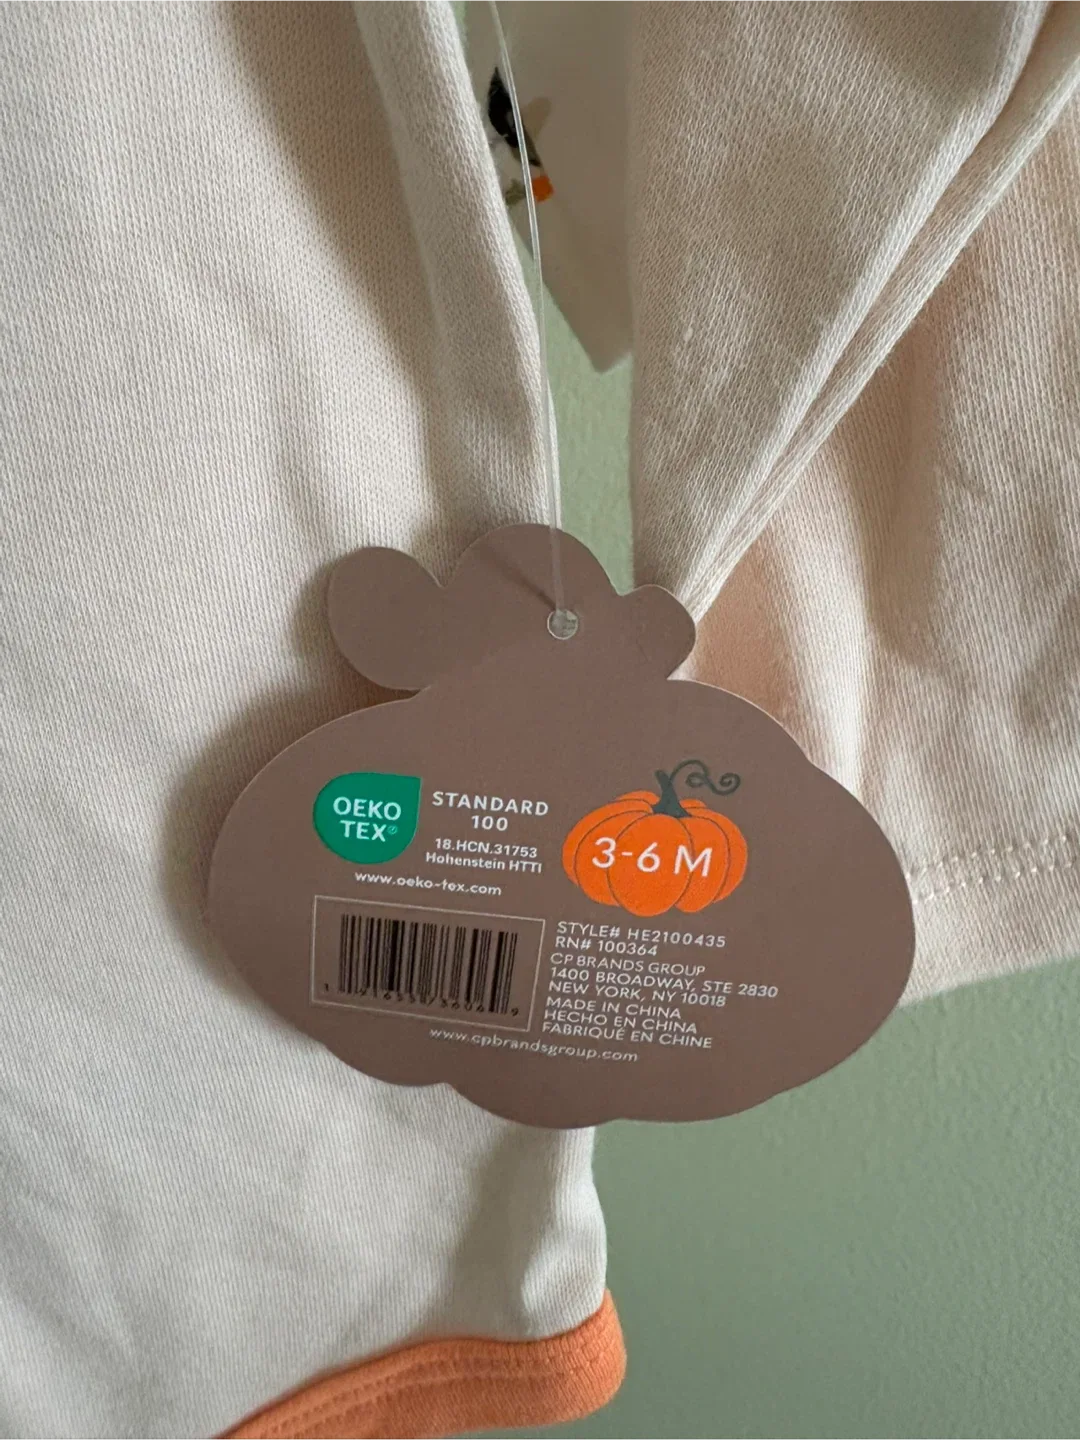 OEKO
TEX®
STANDARD
100
18.HCN.31753
Hohenstein HTTI
www.oeko-tex.com
3-6 M
STYLE# HE2100435
RN# 100364
CP BRANDS GROUP
1400 BROADWAY, STE 2830
NEW YORK, NY 10018
MADE IN CHINA
HECHO EN CHINA
FABRIQUÉ EN CHINE
www.cpbrandsgroup.com